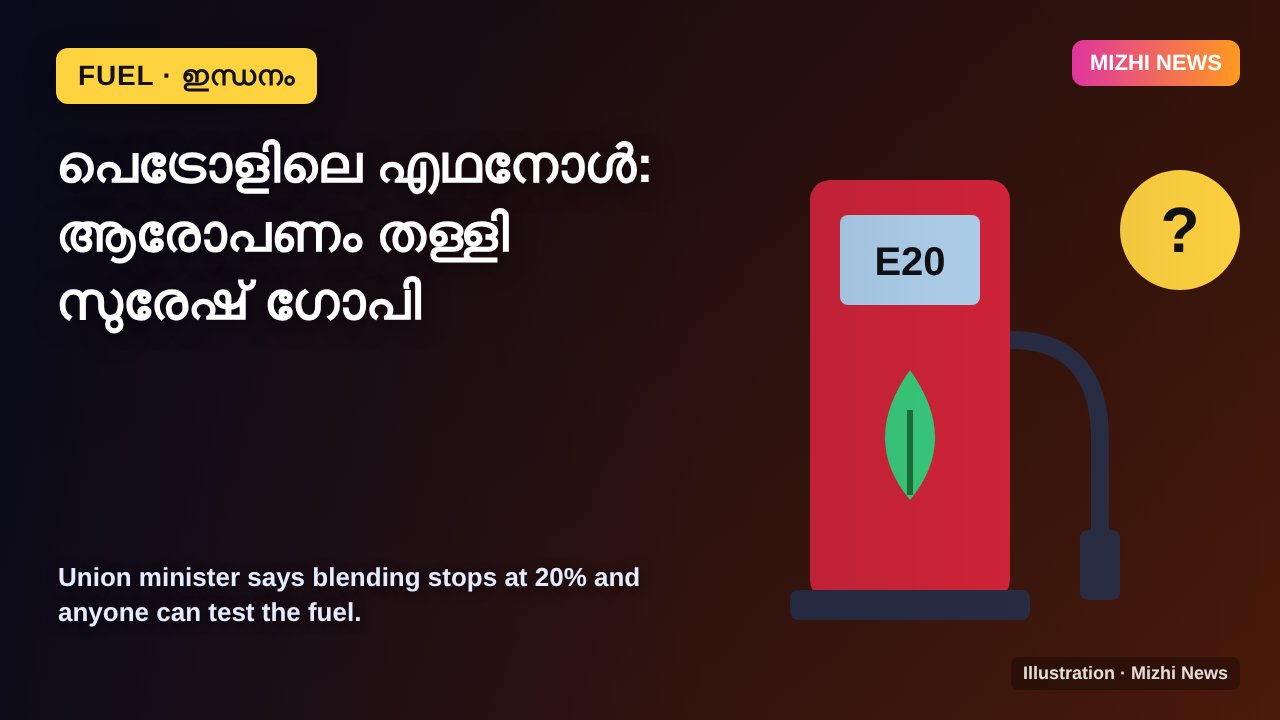 FUEL · ഇന്ധനം
MIZHI NEWS
പെട്രോളിലെ എഥനോൾ:
ആരോപണം തള്ളി
സുരേഷ് ഗോപി
?
E20
Union minister says blending stops at 20% and
anyone can test the fuel.
Illustration · Mizhi News